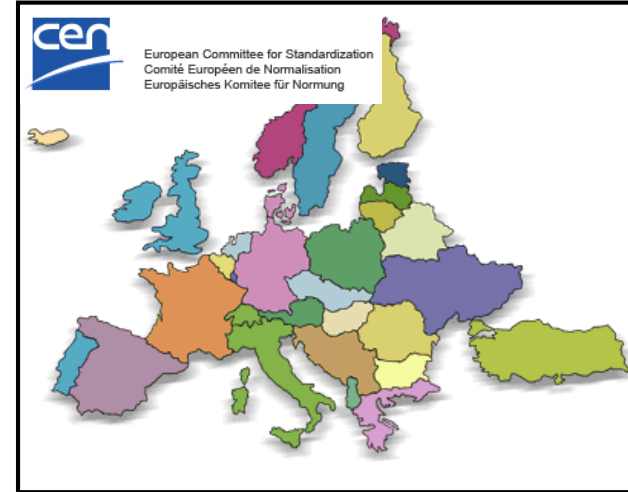 cen
European Committee for Standardization
Comité Européen de Normalisation
Europäisches Komitee für Normung